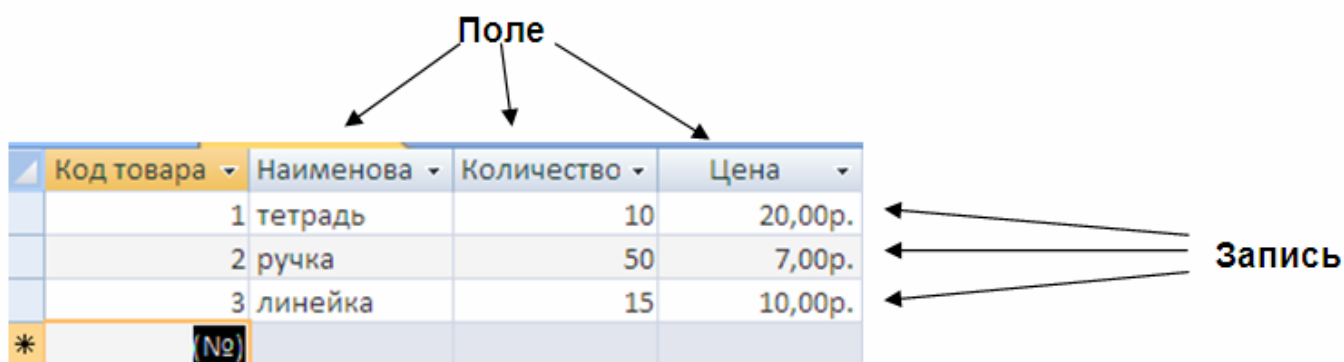 Поле
Код товара Наименова Количество Цена
1 тетрадь 10 20,00р.
2 ручка 50 7,00р.
3 линейка 15 10,00р.
Запись
(№)